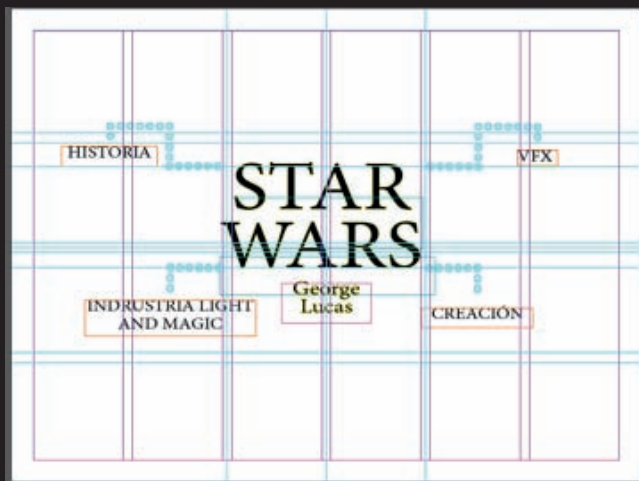 HISTORIA
VFX
STAR
WARS
George
Lucas
INDRUSTRIA LIGHT
AND MAGIC
CREACIÓN